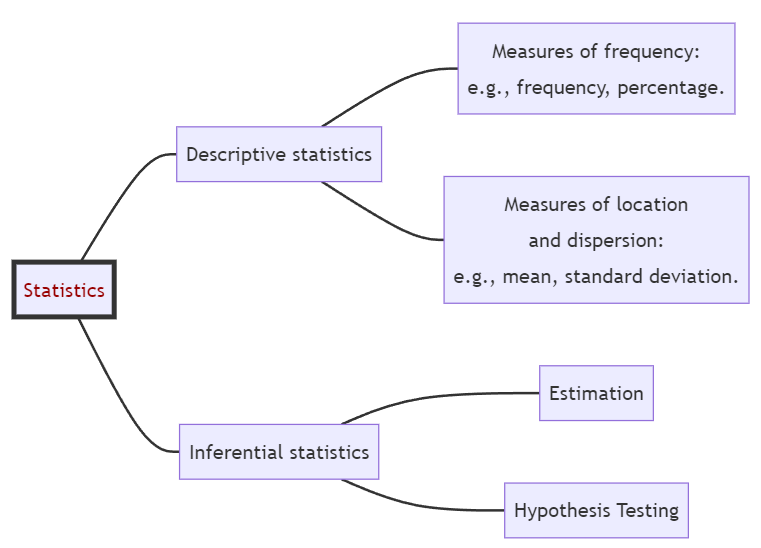 Statistics
Descriptive statistics
Measures of frequency:
e.g., frequency, percentage.
Measures of location
and dispersion:
e.g., mean, standard deviation.
Inferential statistics
Estimation
Hypothesis Testing